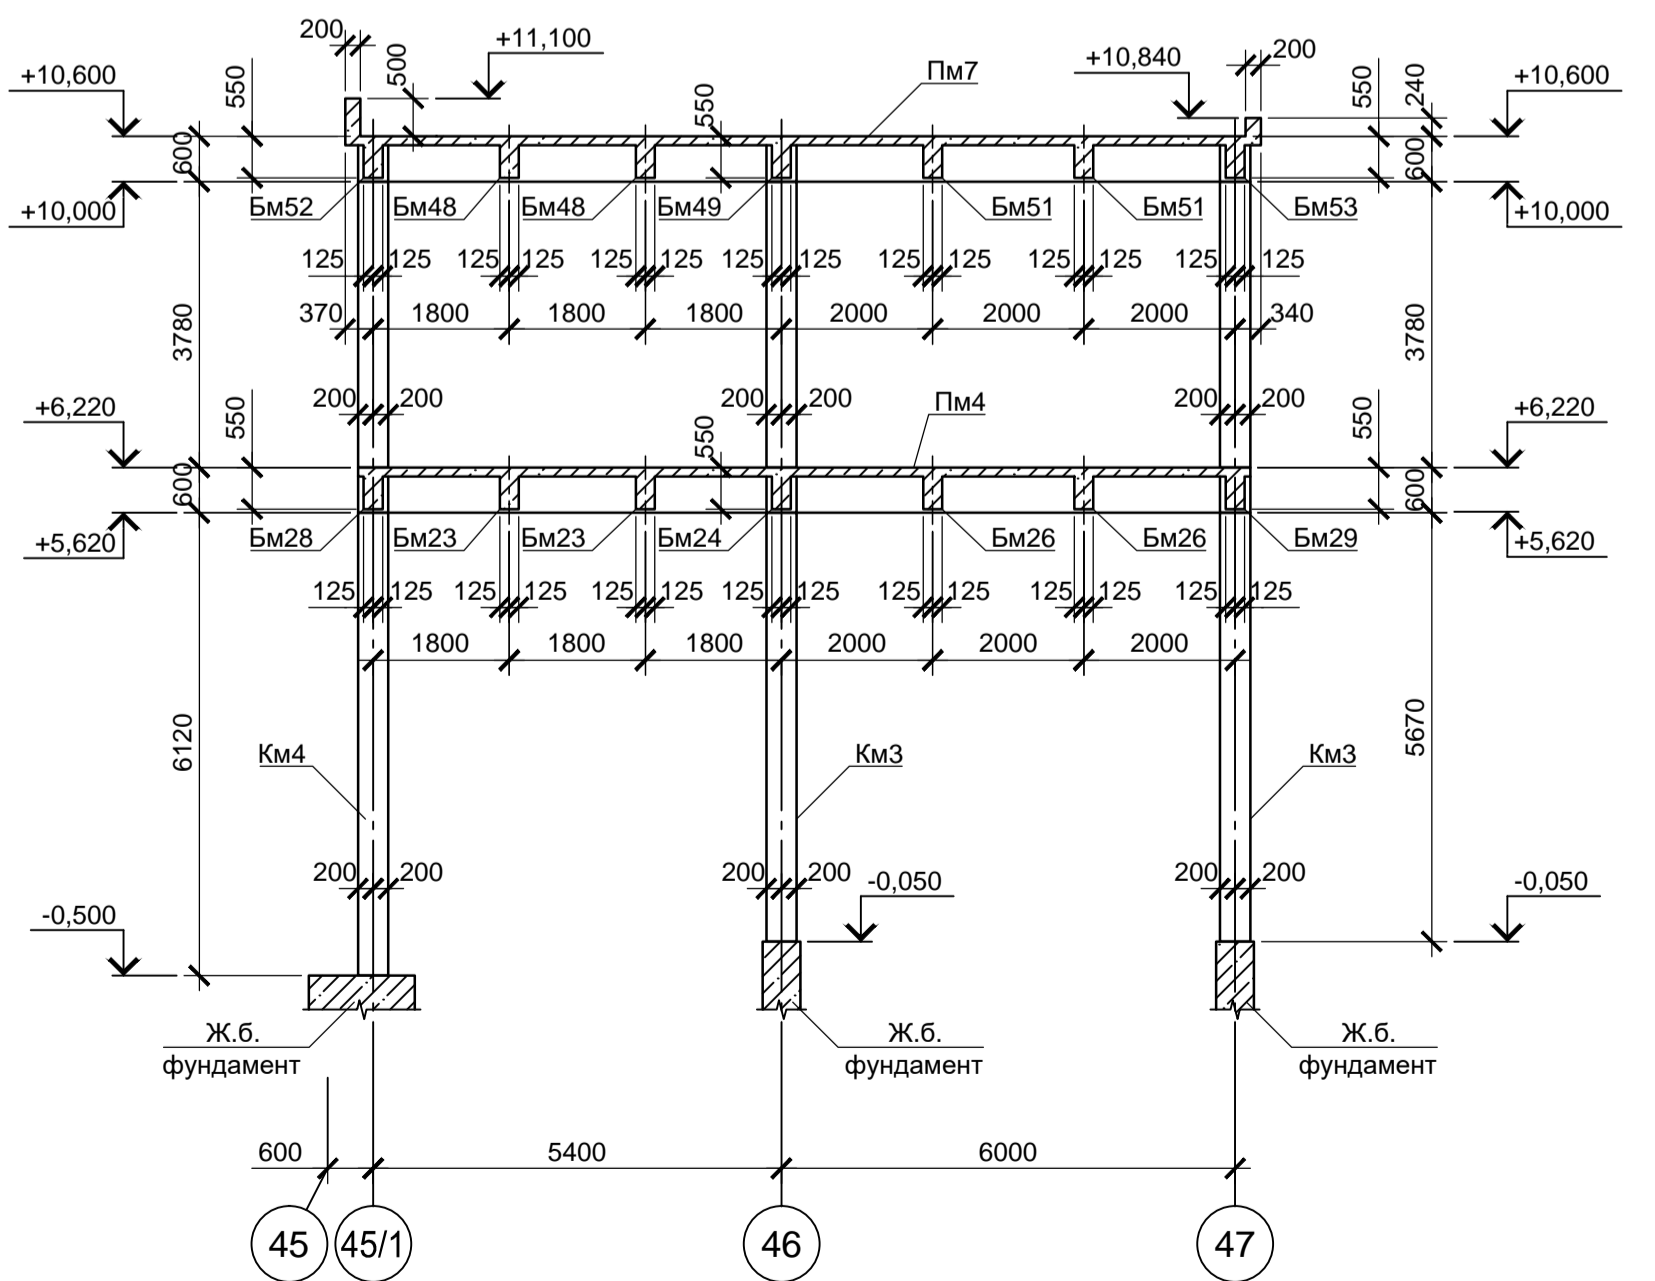 200
+11,100
+10,840
200
+10,600
550
500
550
Пм7
550
240
+10,600
600
600
+10,000
Бм52
Бм48
Бм48
Бм49
Бм51
Бм51
Бм53
+10,000
125 125 125 125 125 125 125 125 125 125 125 125 125 125
370 1800 1800 1800 2000 2000 2000 340
3780
3780
200 200 200 200 200 200
+6,220
550
550
Пм4
550
+6,220
600
600
+5,620
Бм28
Бм23
Бм23
Бм24
Бм26
Бм26
Бм29
+5,620
125 125 125 125 125 125 125 125 125 125 125 125 125 125
1800 1800 1800 2000 2000 2000
6120
Км4
Км3
Км3
5670
200 200 200 200 200 200
-0,500
-0,050
-0,050
Ж.б.
фундамент
Ж.б.
фундамент
Ж.б.
фундамент
600 5400 6000
45 45/1 46 47